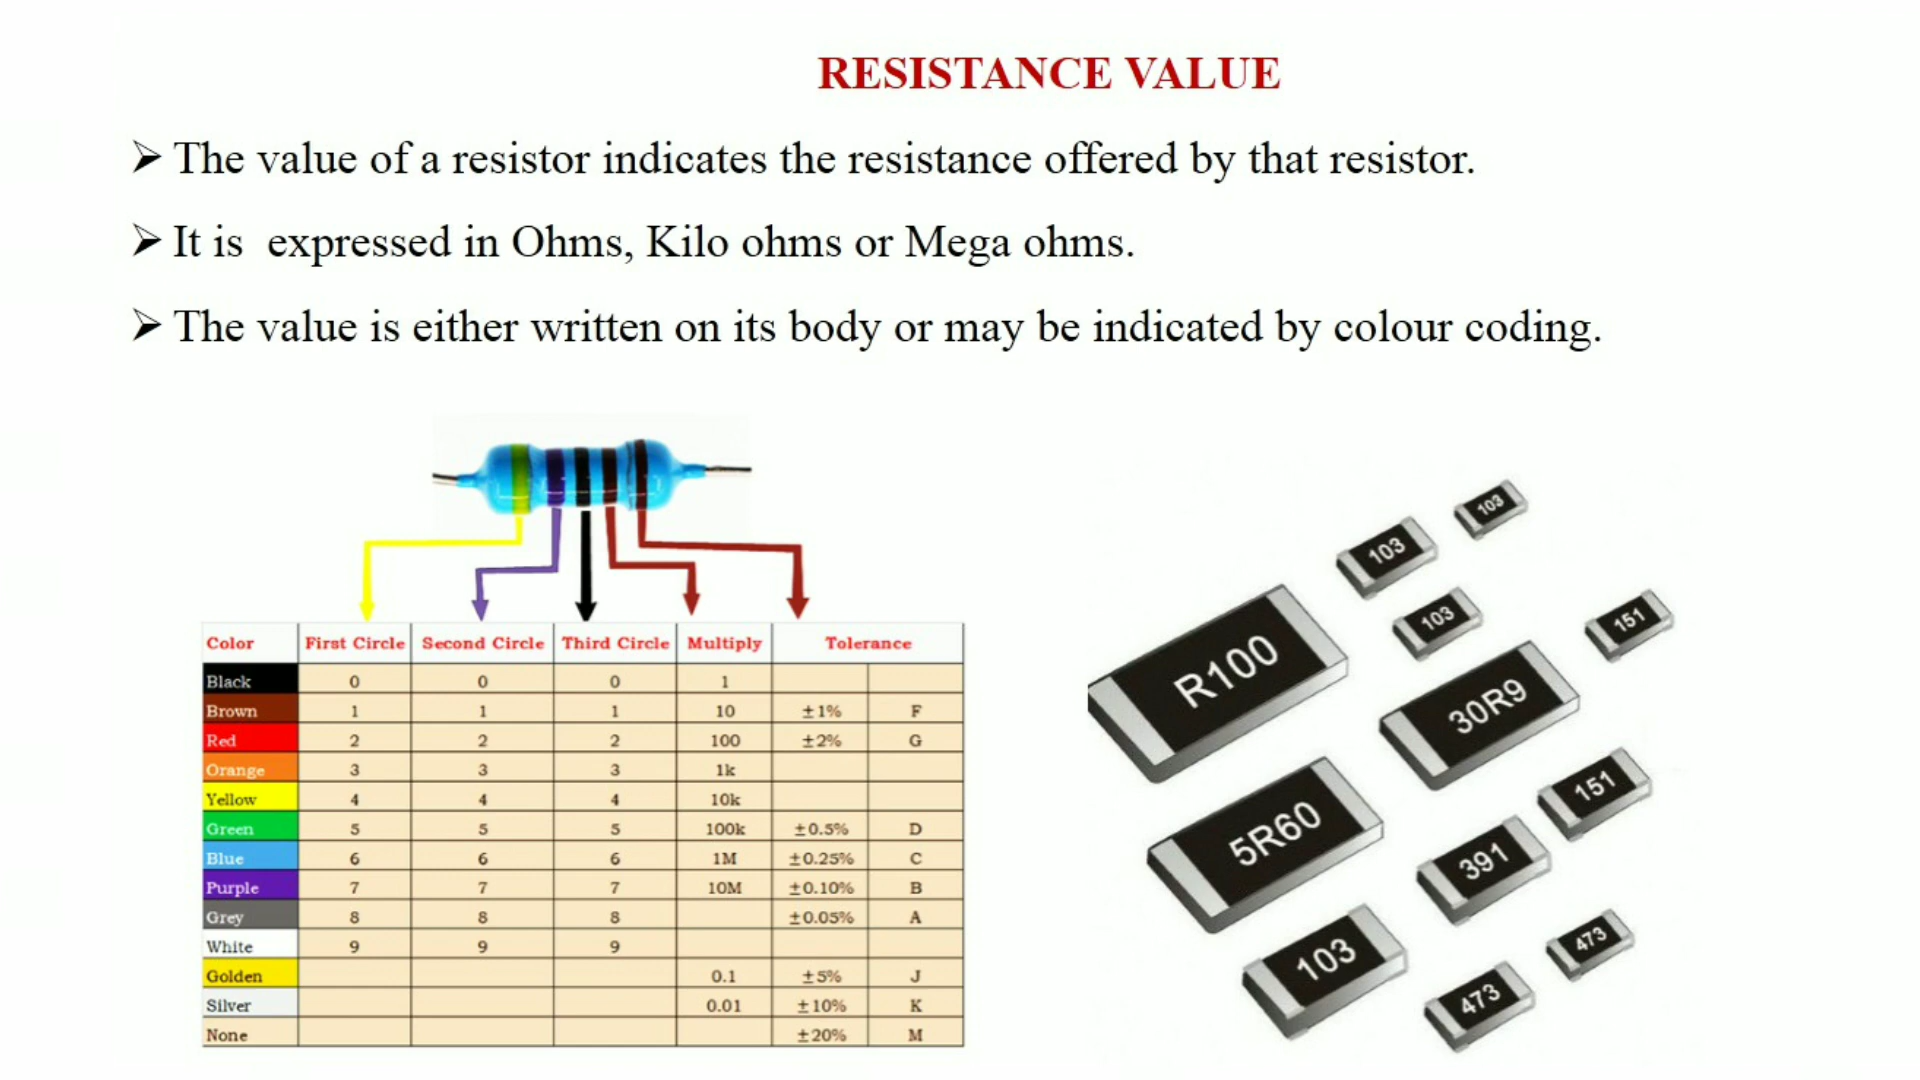 RESISTANCE VALUE
➢ The value of a resistor indicates the resistance offered by that resistor.
➢ It is expressed in Ohms, Kilo ohms or Mega ohms.
➢ The value is either written on its body or may be indicated by colour coding.
Color First Circle Second Circle Third Circle Multiply Tolerance
Black 0 0 0 1
Brown 1 1 1 10 ±1% F
Red 2 2 2 100 ±2% G
Orange 3 3 3 1k
Yellow 4 4 4 10k
Green 5 5 5 100k ±0.5% D
Blue 6 6 6 1M ±0.25% C
Purple 7 7 7 10M ±0.10% B
Grey 8 8 8 ±0.05% A
White 9 9 9
Golden 0.1 ±5% J
Silver 0.01 ±10% K
None ±20% M
103
103
103
151
R100
30R9
151
5R60
391
473
103
473